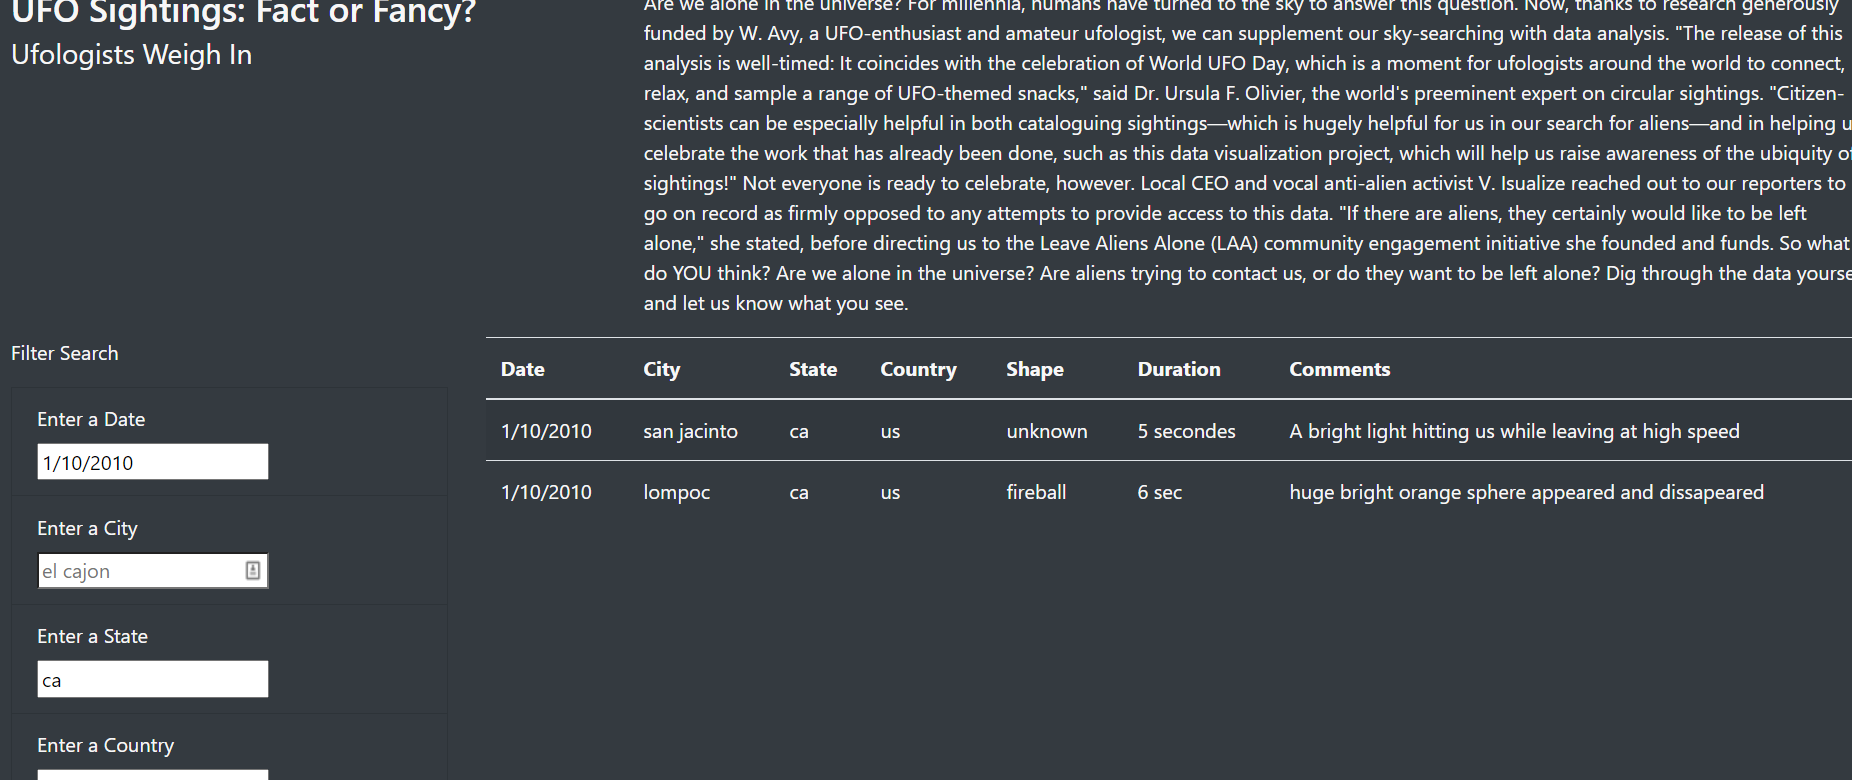 UFO Sightings: Fact or Fancy?
Ufologists Weigh In
Are we alone in the universe? For millennia, humans have turned to the sky to answer this question. Now, thanks to research generously
funded by W. Avy, a UFO-enthusiast and amateur ufologist, we can supplement our sky-searching with data analysis. "The release of this
analysis is well-timed: It coincides with the celebration of World UFO Day, which is a moment for ufologists around the world to connect,
relax, and sample a range of UFO-themed snacks," said Dr. Ursula F. Olivier, the world's preeminent expert on circular sightings. "Citizen-
scientists can be especially helpful in both cataloguing sightings—which is hugely helpful for us in our search for aliens—and in helping u
celebrate the work that has already been done, such as this data visualization project, which will help us raise awareness of the ubiquity of
sightings!" Not everyone is ready to celebrate, however. Local CEO and vocal anti-alien activist V. Isualize reached out to our reporters to
go on record as firmly opposed to any attempts to provide access to this data. "If there are aliens, they certainly would like to be left
alone," she stated, before directing us to the Leave Aliens Alone (LAA) community engagement initiative she founded and funds. So what
do YOU think? Are we alone in the universe? Are aliens trying to contact us, or do they want to be left alone? Dig through the data yourse
and let us know what you see.
Filter Search
Enter a Date
1/10/2010
Enter a City
el cajon
Enter a State
ca
Enter a Country
Date City State Country Shape Duration Comments
1/10/2010 san jacinto ca us unknown 5 secondes A bright light hitting us while leaving at high speed
1/10/2010 lompoc ca us fireball 6 sec huge bright orange sphere appeared and dissapeared